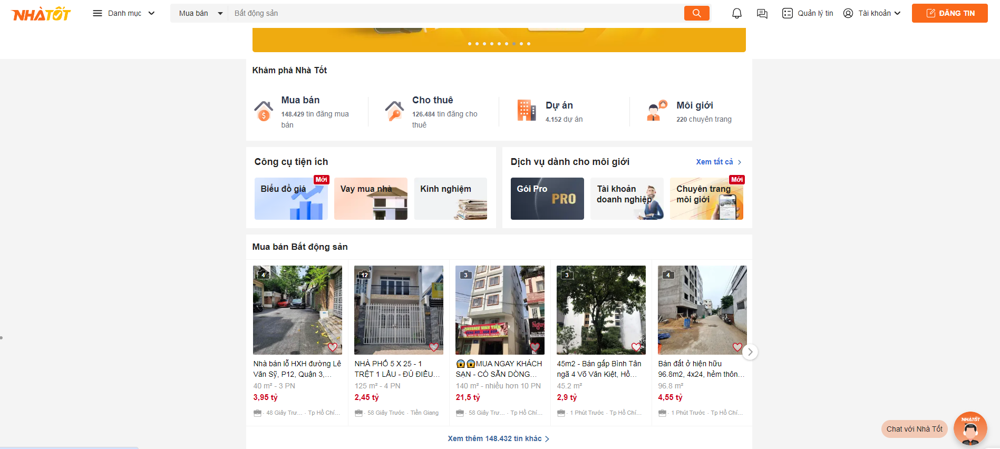 NHÀTỐT
Danh mục
Mua bán
Bất động sản
Quản lý tin
Tài khoản
ĐĂNG TIN
Khám phá Nhà Tốt
Mua bán
148.429 tin đăng mua
bán
Cho thuê
126.484 tin đăng cho
thuê
Dự án
4.152 dự án
Môi giới
220 chuyên trang
Công cụ tiện ích
Mới
Biểu đồ giá
Vay mua nhà
Kinh nghiệm
Dịch vụ dành cho môi giới
Xem tất cả
Gói Pro
PRO
Tài khoản
doanh nghiệp
Mới
Chuyên trang
môi giới
Mua bán Bất động sản
4
12
3
3
4
MASSAGE VINH TIẾN
Nhà bán lỗ HXH đường Lê
Văn Sỹ, P12, Quận 3,...
40 m² - 3 PN
3,95 tỷ
· 48 Giây Trư... · Tp Hồ Chí...
NHÀ PHỐ 5 X 25 - 1
TRỆT 1 LẦU - ĐỦ ĐIỀU...
125 m² - 4 PN
2,45 tỷ
· 58 Giây Trước · Tiền Giang
😱😱MUA NGAY KHÁCH
SẠN - CÓ SẴN DÒNG...
140 m² - nhiều hơn 10 PN
21,5 tỷ
· 58 Giây Trư... · Tp Hồ Chí...
45m2 - Bán gấp Bình Tân
ngã 4 Võ Văn Kiệt, Hồ...
45.2 m²
2,9 tỷ
· 1 Phút Trước · Tp Hồ Chí...
Bán đất ở hiện hữu
96.8m2, 4x24, hẻm thôn...
96.8 m²
4,55 tỷ
· 1 Phút Trước · Tp Hồ Chí...
Xem thêm 148.432 tin khác
Chat với Nhà Tốt
NHÀTỐT